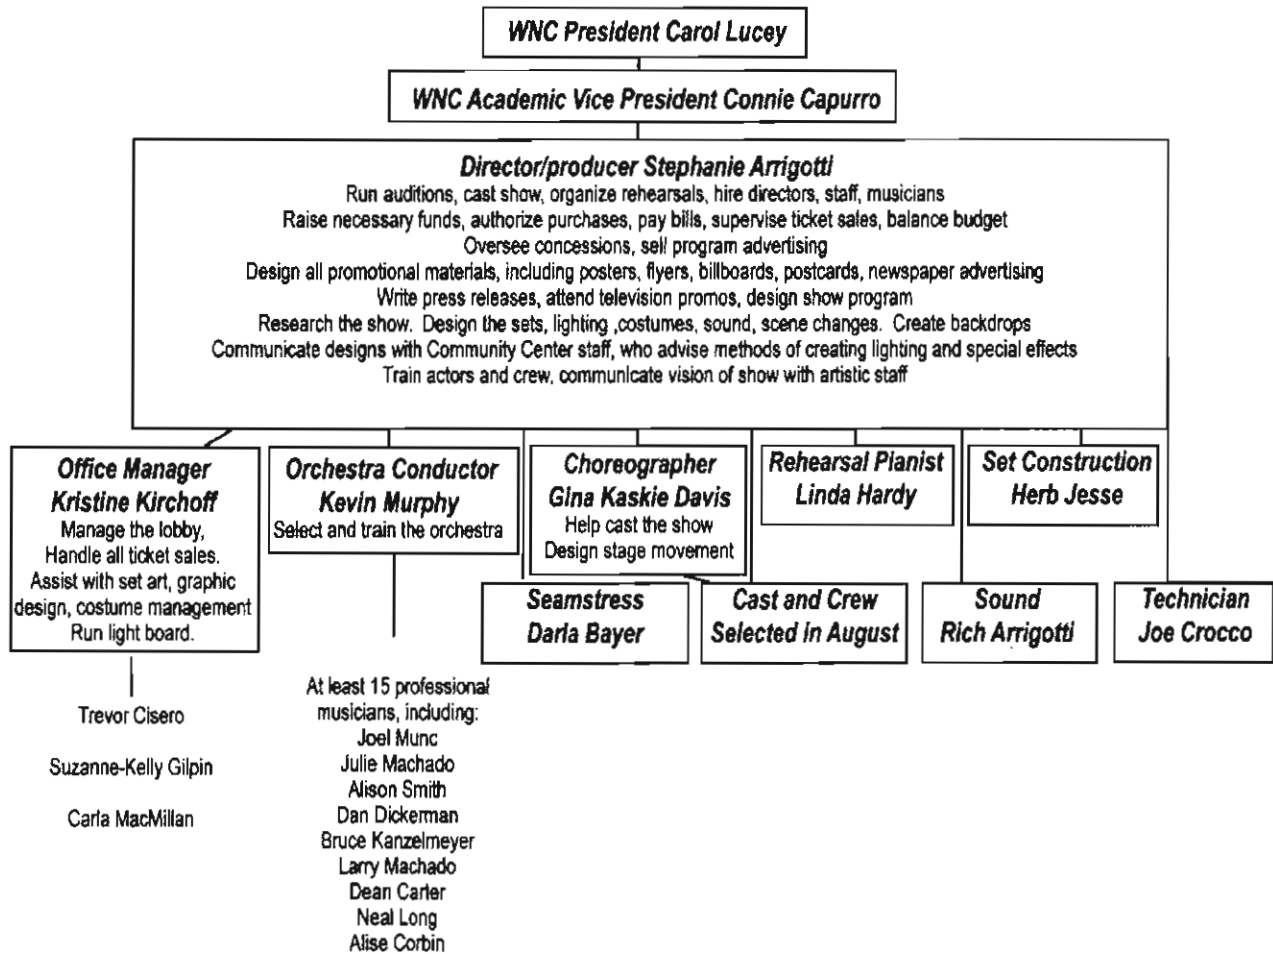 WNC President Carol Lucey
WNC Academic Vice President Connie Capurro
Director/producer Stephanie Arrigotti
Run auditions, cast show, organize rehearsals, hire directors, staff, musicians
Raise necessary funds, authorize purchases, pay bills, supervise ticket sales, balance budget
Oversee concessions, sell program advertising
Design all promotional materials, including posters, flyers, billboards, postcards, newspaper advertising
Write press releases, attend television promos, design show program
Research the show. Design the sets, lighting ,costumes, sound, scene changes. Create backdrops
Communicate designs with Community Center staff, who advise methods of creating lighting and special effects
Train actors and crew, communicate vision of show with artistic staff
Office Manager
Kristine Kirchoff
Manage the lobby,
Handle all ticket sales.
Assist with set art, graphic
design, costume management
Run light board.
Trevor Cisero
Suzanne-Kelly Gilpin
Carla MacMillan
Orchestra Conductor
Kevin Murphy
Select and train the orchestra
At least 15 professional
musicians, including:
Joel Munc
Julie Machado
Alison Smith
Dan Dickerman
Bruce Kanzelmeyer
Larry Machado
Dean Carter
Neal Long
Alise Corbin
Choreographer
Gina Kaskie Davis
Help cast the show
Design stage movement
Rehearsal Pianist
Linda Hardy
Set Construction
Herb Jesse
Seamstress
Darla Bayer
Cast and Crew
Selected in August
Sound
Rich Arrigotti
Technician
Joe Crocco